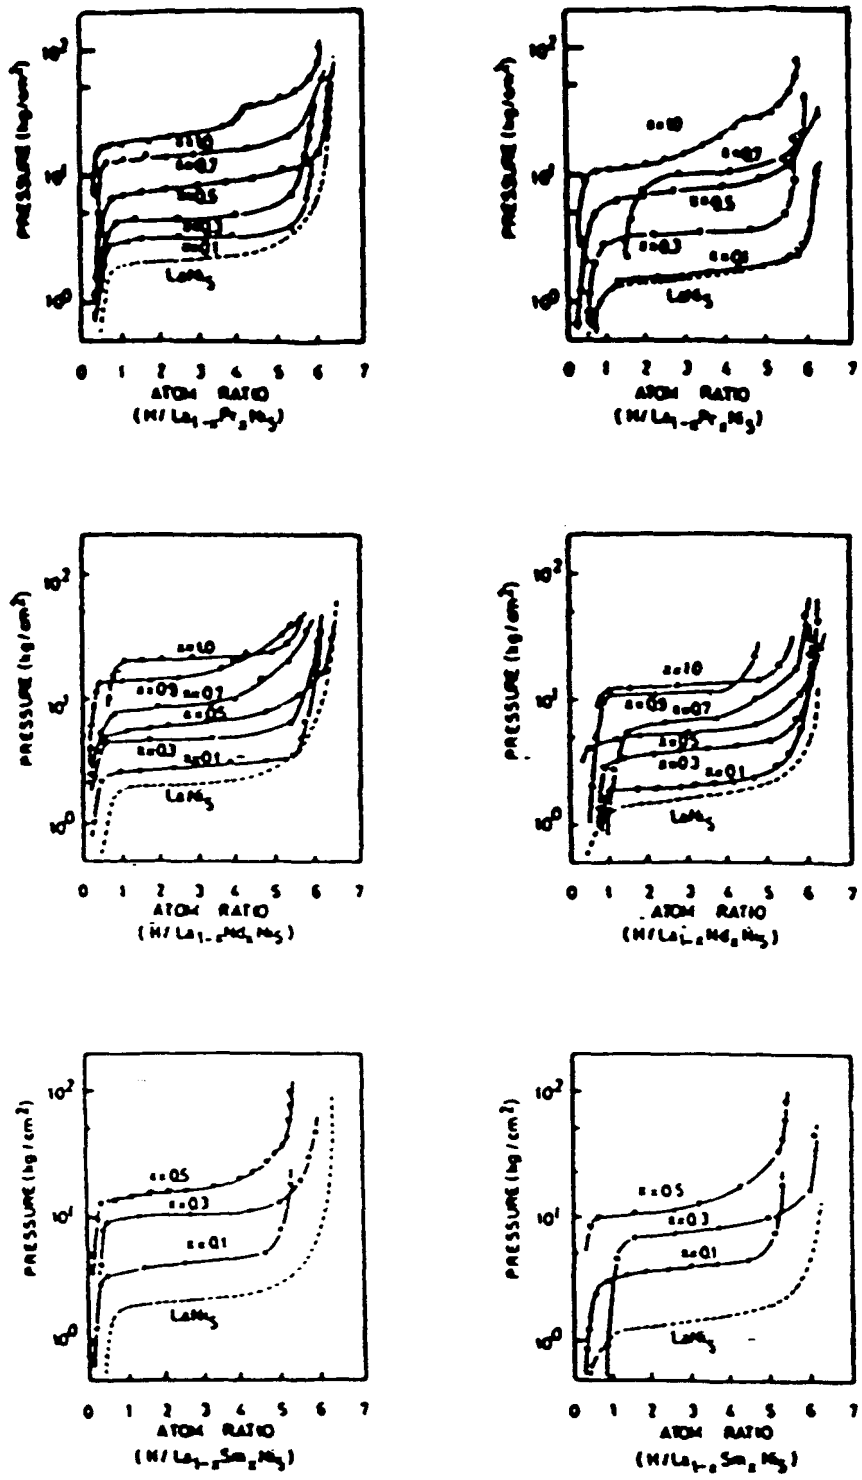 PRESSURE (kg/cm²)
10²
10¹
10⁰
x=1.0
x=0.7
x=0.5
x=0.3
x=0.1
LaNi₅
0 1 2 3 4 5 6 7
ATOM RATIO
(H/La₁₋ₓPrₓNi₅)
PRESSURE (kg/cm²)
10²
10¹
10⁰
x=1.0
x=0.7
x=0.5
x=0.3
x=0.1
LaNi₅
0 1 2 3 4 5 6 7
ATOM RATIO
(H/La₁₋ₓPrₓNi₅)
PRESSURE (kg/cm²)
10²
10¹
10⁰
x=1.0
x=0.9 x=0.7
x=0.5
x=0.3 x=0.1
LaNi₅
0 1 2 3 4 5 6 7
ATOM RATIO
(H/La₁₋ₓNdₓNi₅)
PRESSURE (kg/cm²)
10²
10¹
10⁰
x=1.0
x=0.9 x=0.7
x=0.5
x=0.3
x=0.1
LaNi₅
0 1 2 3 4 5 6 7
ATOM RATIO
(H/La₁₋ₓNdₓNi₅)
PRESSURE (kg/cm²)
10²
10¹
10⁰
x=0.5
x=0.3
x=0.1
LaNi₅
0 1 2 3 4 5 6 7
ATOM RATIO
(H/La₁₋ₓSmₓNi₅)
PRESSURE (kg/cm²)
10²
10¹
10⁰
x=0.5
x=0.3
x=0.1
LaNi₅
0 1 2 3 4 5 6 7
ATOM RATIO
(H/La₁₋ₓSmₓNi₅)